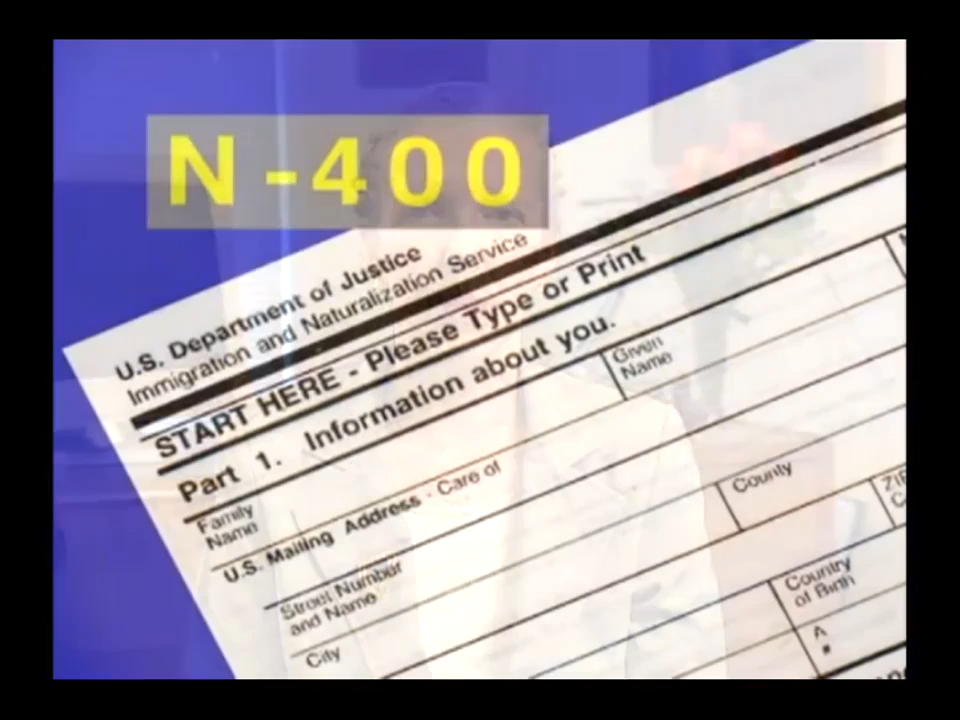 N-400
U.S. Department of Justice
Immigration and Naturalization Service
START HERE - Please Type or Print
Part 1. Information about you.
Family
Name
Given
Name
U.S. Mailing Address - Care of
Street Number
and Name
County
City
Country
of Birth
A